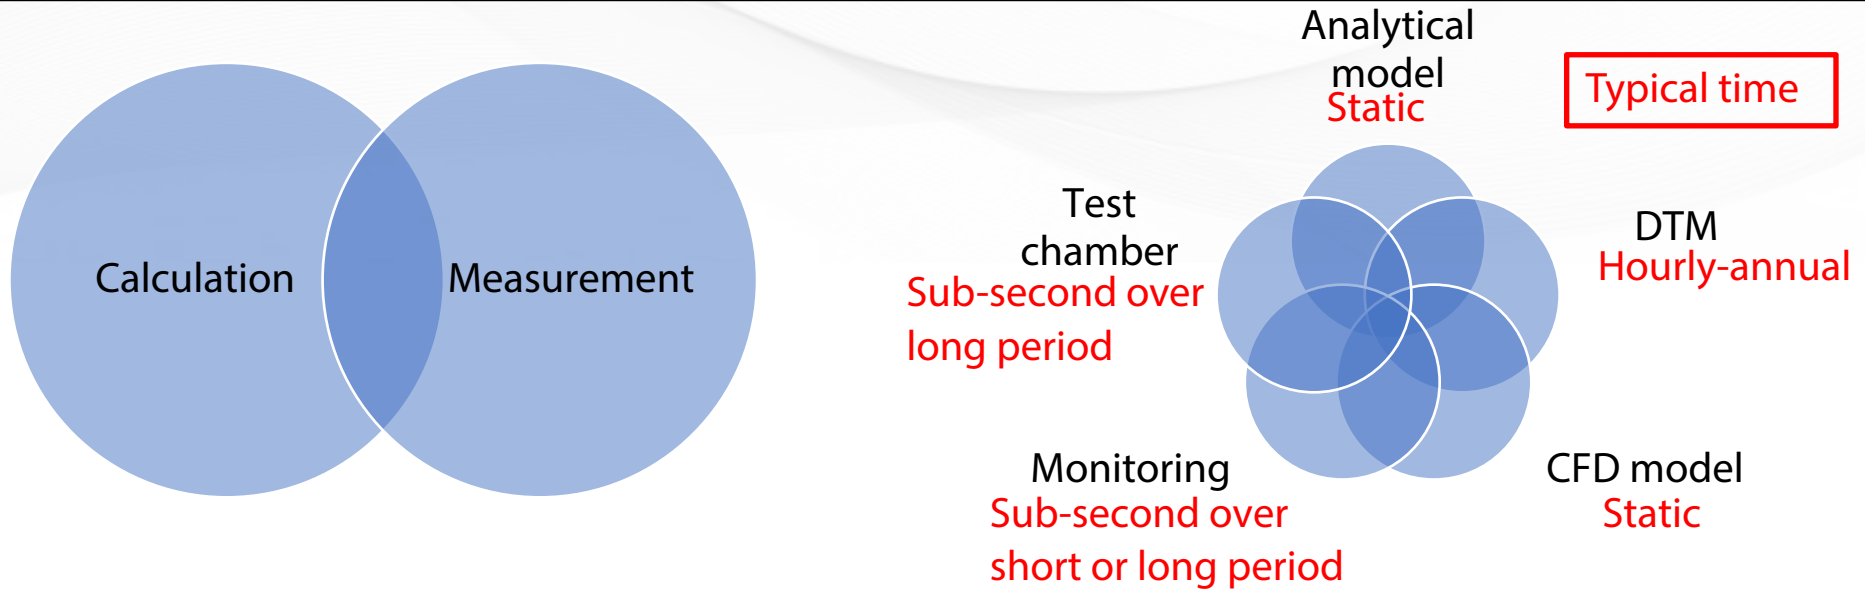 Calculation
Measurement
Analytical
model
Static
Typical time
Test
chamber
Sub-second over
long period
DTM
Hourly-annual
Monitoring
Sub-second over
short or long period
CFD model
Static